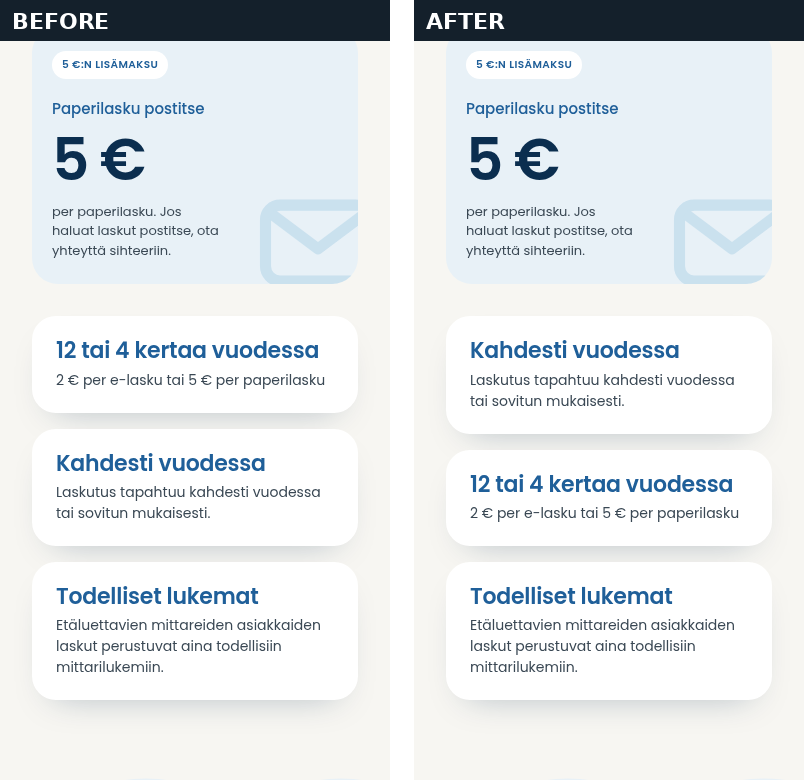 BEFORE
5 €:N LISÄMAKSU
Paperilasku postitse
5 €
per paperilasku. Jos
haluat laskut postitse, ota
yhteyttä sihteeriin.
12 tai 4 kertaa vuodessa
2 € per e-lasku tai 5 € per paperilasku
Kahdesti vuodessa
Laskutus tapahtuu kahdesti vuodessa
tai sovitun mukaisesti.
Todelliset lukemat
Etäluettavien mittareiden asiakkaiden
laskut perustuvat aina todellisiin
mittarilukemiin.
AFTER
5 €:N LISÄMAKSU
Paperilasku postitse
5 €
per paperilasku. Jos
haluat laskut postitse, ota
yhteyttä sihteeriin.
Kahdesti vuodessa
Laskutus tapahtuu kahdesti vuodessa
tai sovitun mukaisesti.
12 tai 4 kertaa vuodessa
2 € per e-lasku tai 5 € per paperilasku
Todelliset lukemat
Etäluettavien mittareiden asiakkaiden
laskut perustuvat aina todellisiin
mittarilukemiin.